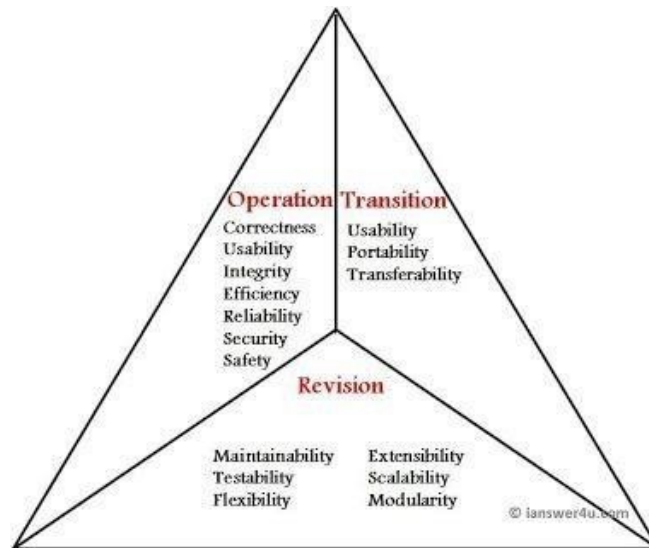 Operation
Correctness
Usability
Integrity
Efficiency
Reliability
Security
Safety
Transition
Usability
Portability
Transferability
Revision
Maintainability
Testability
Flexibility
Extensibility
Scalability
Modularity
© ianswer4u.com